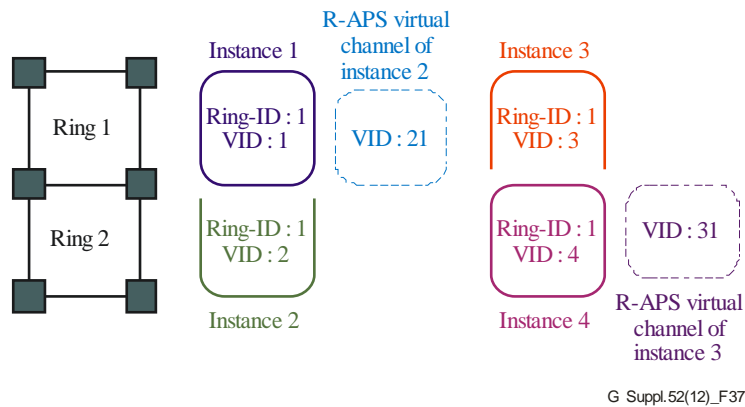 R-APS virtual
channel of
instance 2
Instance 1
Instance 3
Ring 1
Ring-ID : 1
VID : 1
VID : 21
Ring-ID : 1
VID : 3
Ring 2
Ring-ID : 1
VID : 2
Ring-ID : 1
VID : 4
VID : 31
Instance 2
Instance 4
R-APS virtual
channel of
instance 3
G Suppl.52(12)_F37